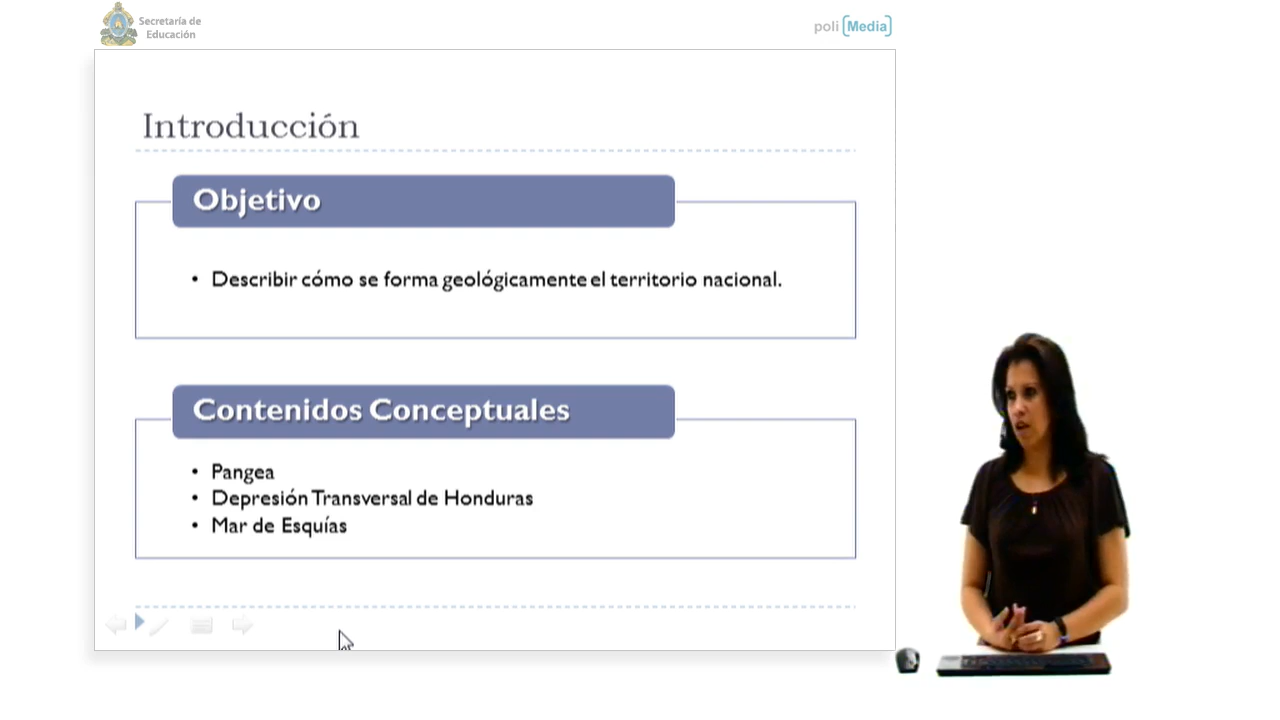 Secretaría de
Educación
poli [Media]
Introducción
Objetivo
• Describir cómo se forma geológicamente el territorio nacional.
Contenidos Conceptuales
• Pangea
• Depresión Transversal de Honduras
• Mar de Esquías